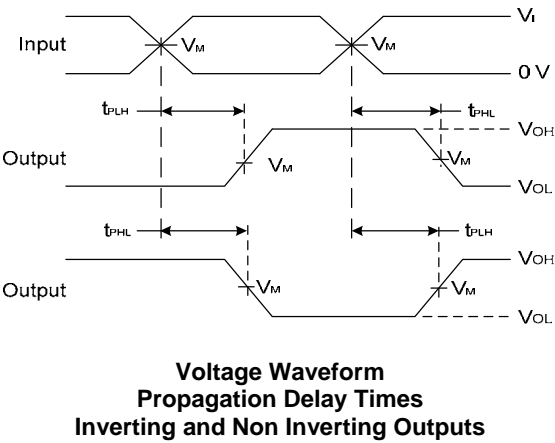 VI
Input
VM VM
0 V
tPLH tPHL
VOH
Output
VM VM
VOL
tPHL tPLH
VOH
Output
VM VM
VOL
Voltage Waveform
Propagation Delay Times
Inverting and Non Inverting Outputs